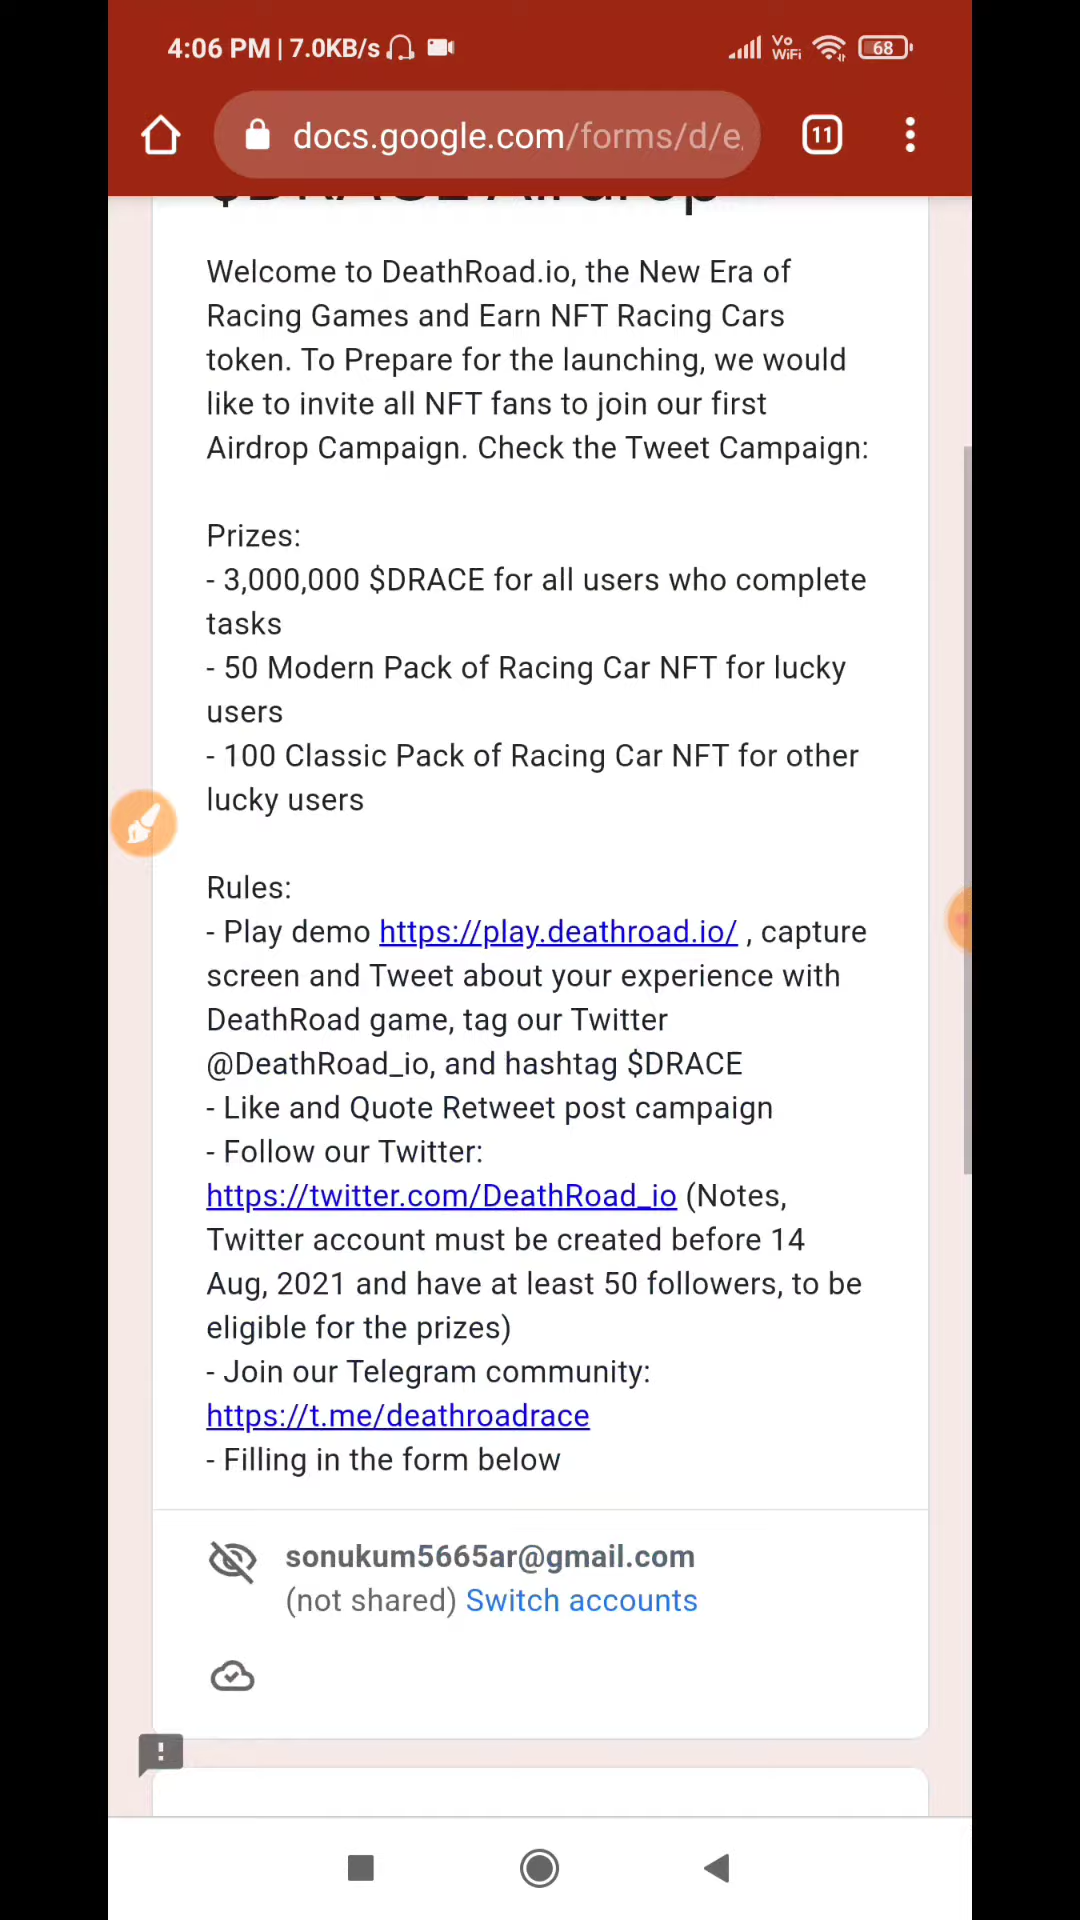 4:06 PM | 7.0KB/s
Vo
WiFi
68
docs.google.com/forms/d/e
11
$DRACE Airdrop
Welcome to DeathRoad.io, the New Era of
Racing Games and Earn NFT Racing Cars
token. To Prepare for the launching, we would
like to invite all NFT fans to join our first
Airdrop Campaign. Check the Tweet Campaign:
Prizes:
- 3,000,000 $DRACE for all users who complete
tasks
- 50 Modern Pack of Racing Car NFT for lucky
users
- 100 Classic Pack of Racing Car NFT for other
lucky users
Rules:
- Play demo https://play.deathroad.io/ , capture
screen and Tweet about your experience with
DeathRoad game, tag our Twitter
@DeathRoad_io, and hashtag $DRACE
- Like and Quote Retweet post campaign
- Follow our Twitter:
https://twitter.com/DeathRoad_io (Notes,
Twitter account must be created before 14
Aug, 2021 and have at least 50 followers, to be
eligible for the prizes)
- Join our Telegram community:
https://t.me/deathroadrace
- Filling in the form below
sonukum5665ar@gmail.com
(not shared) Switch accounts